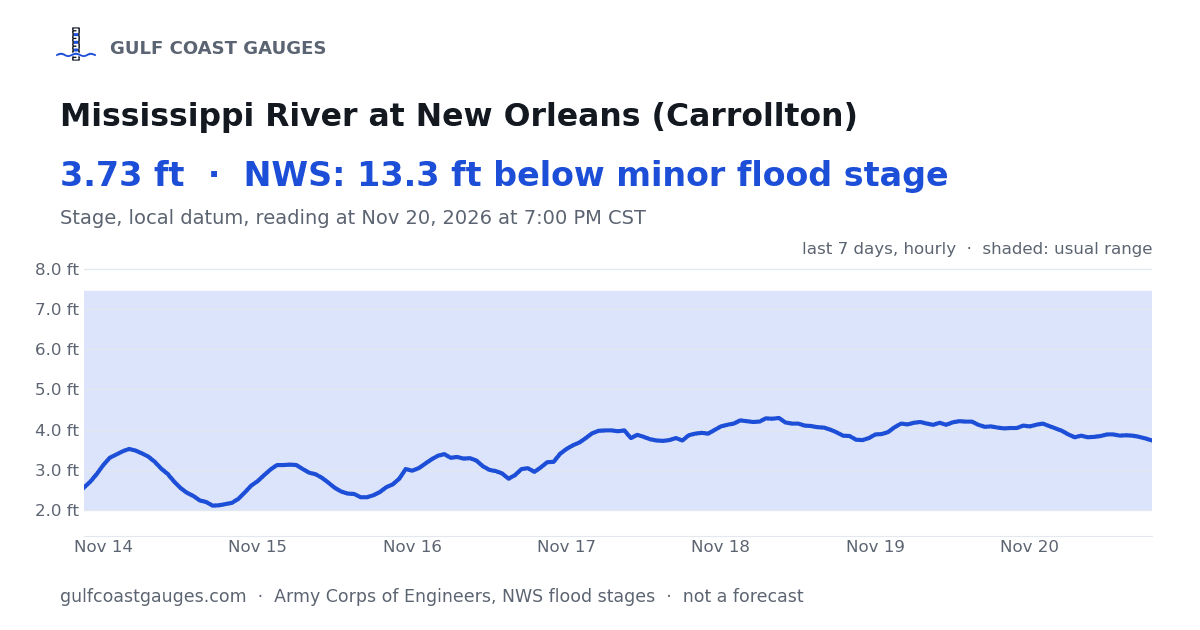 GULF COAST GAUGES
Mississippi River at New Orleans (Carrollton)
3.73 ft · NWS: 13.3 ft below minor flood stage
Stage, local datum, reading at Nov 20, 2026 at 7:00 PM CST
last 7 days, hourly · shaded: usual range
8.0 ft
7.0 ft
6.0 ft
5.0 ft
4.0 ft
3.0 ft
2.0 ft
Nov 14 Nov 15 Nov 16 Nov 17 Nov 18 Nov 19 Nov 20
gulfcoastgauges.com · Army Corps of Engineers, NWS flood stages · not a forecast